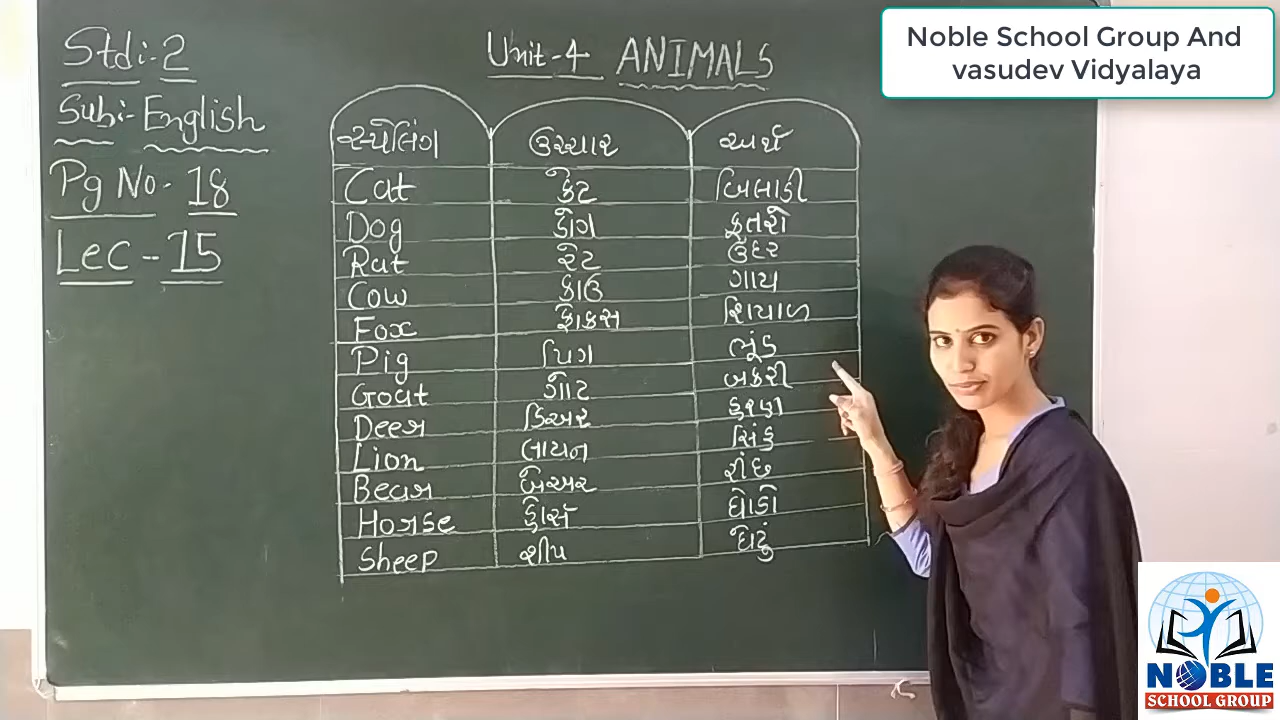 Noble School Group And
vasudev Vidyalaya
Std:-2
Sub:-English
Pg No-18
Lec-15
Unit-4 ANIMALS
સ્પેલિંગ ઉચ્ચાર અર્થ
Cat કેટ બિલાડી
Dog ડોગ કૂતરો
Rat રેટ ઉંદર
Cow કાઉ ગાય
Fox ફોક્સ શિયાળ
Pig પિગ ભૂંડ
Goat ગોટ બકરી
Deer ડિઅર હરણ
Lion લાયન સિંહ
Bear બિઅર રીંછ
Horse હોર્સ ઘોડો
Sheep શીપ ઘેટું
NOBLE
SCHOOL GROUP